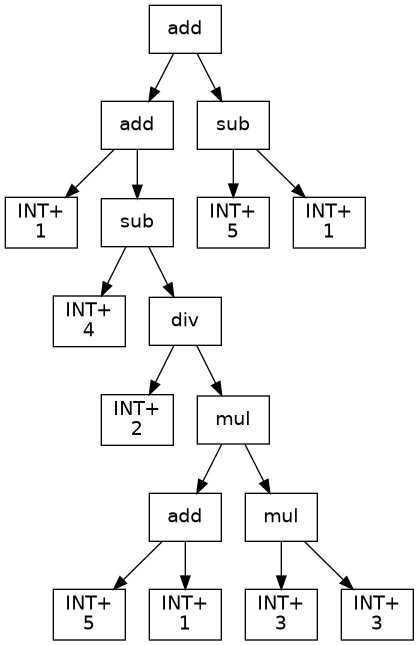 add
add
sub
INT+
1
sub
INT+
5
INT+
1
INT+
4
div
INT+
2
mul
add
mul
INT+
5
INT+
1
INT+
3
INT+
3